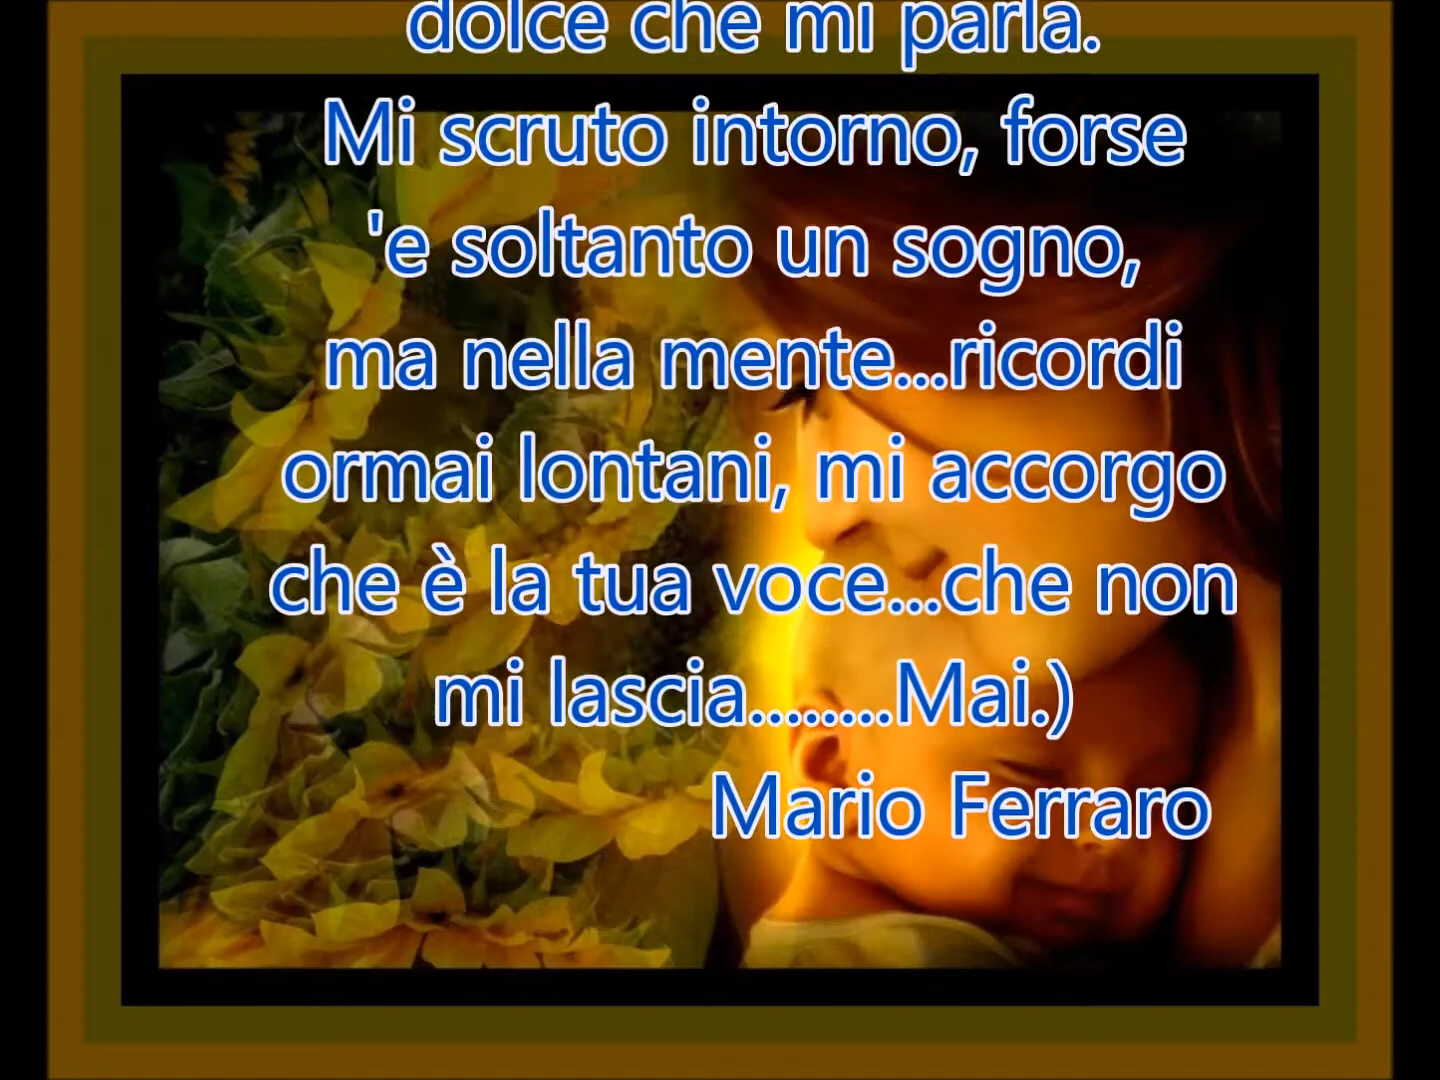 dolce che mi parla.
Mi scruto intorno, forse
'e soltanto un sogno,
ma nella mente...ricordi
ormai lontani, mi accorgo
che è la tua voce...che non
mi lascia........Mai.)
Mario Ferraro